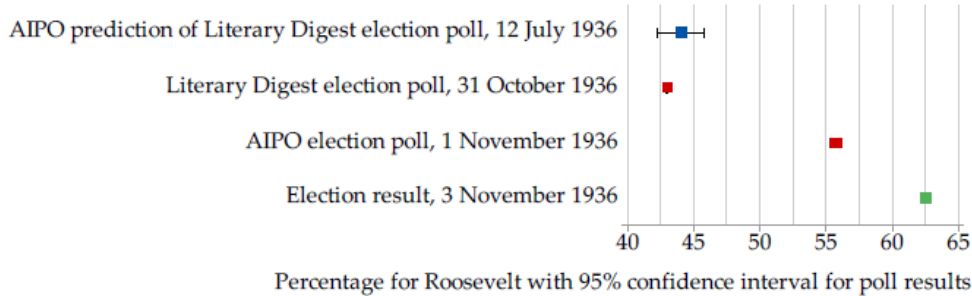 AIPO prediction of Literary Digest election poll, 12 July 1936
Literary Digest election poll, 31 October 1936
AIPO election poll, 1 November 1936
Election result, 3 November 1936
40 45 50 55 60 65
Percentage for Roosevelt with 95% confidence interval for poll results